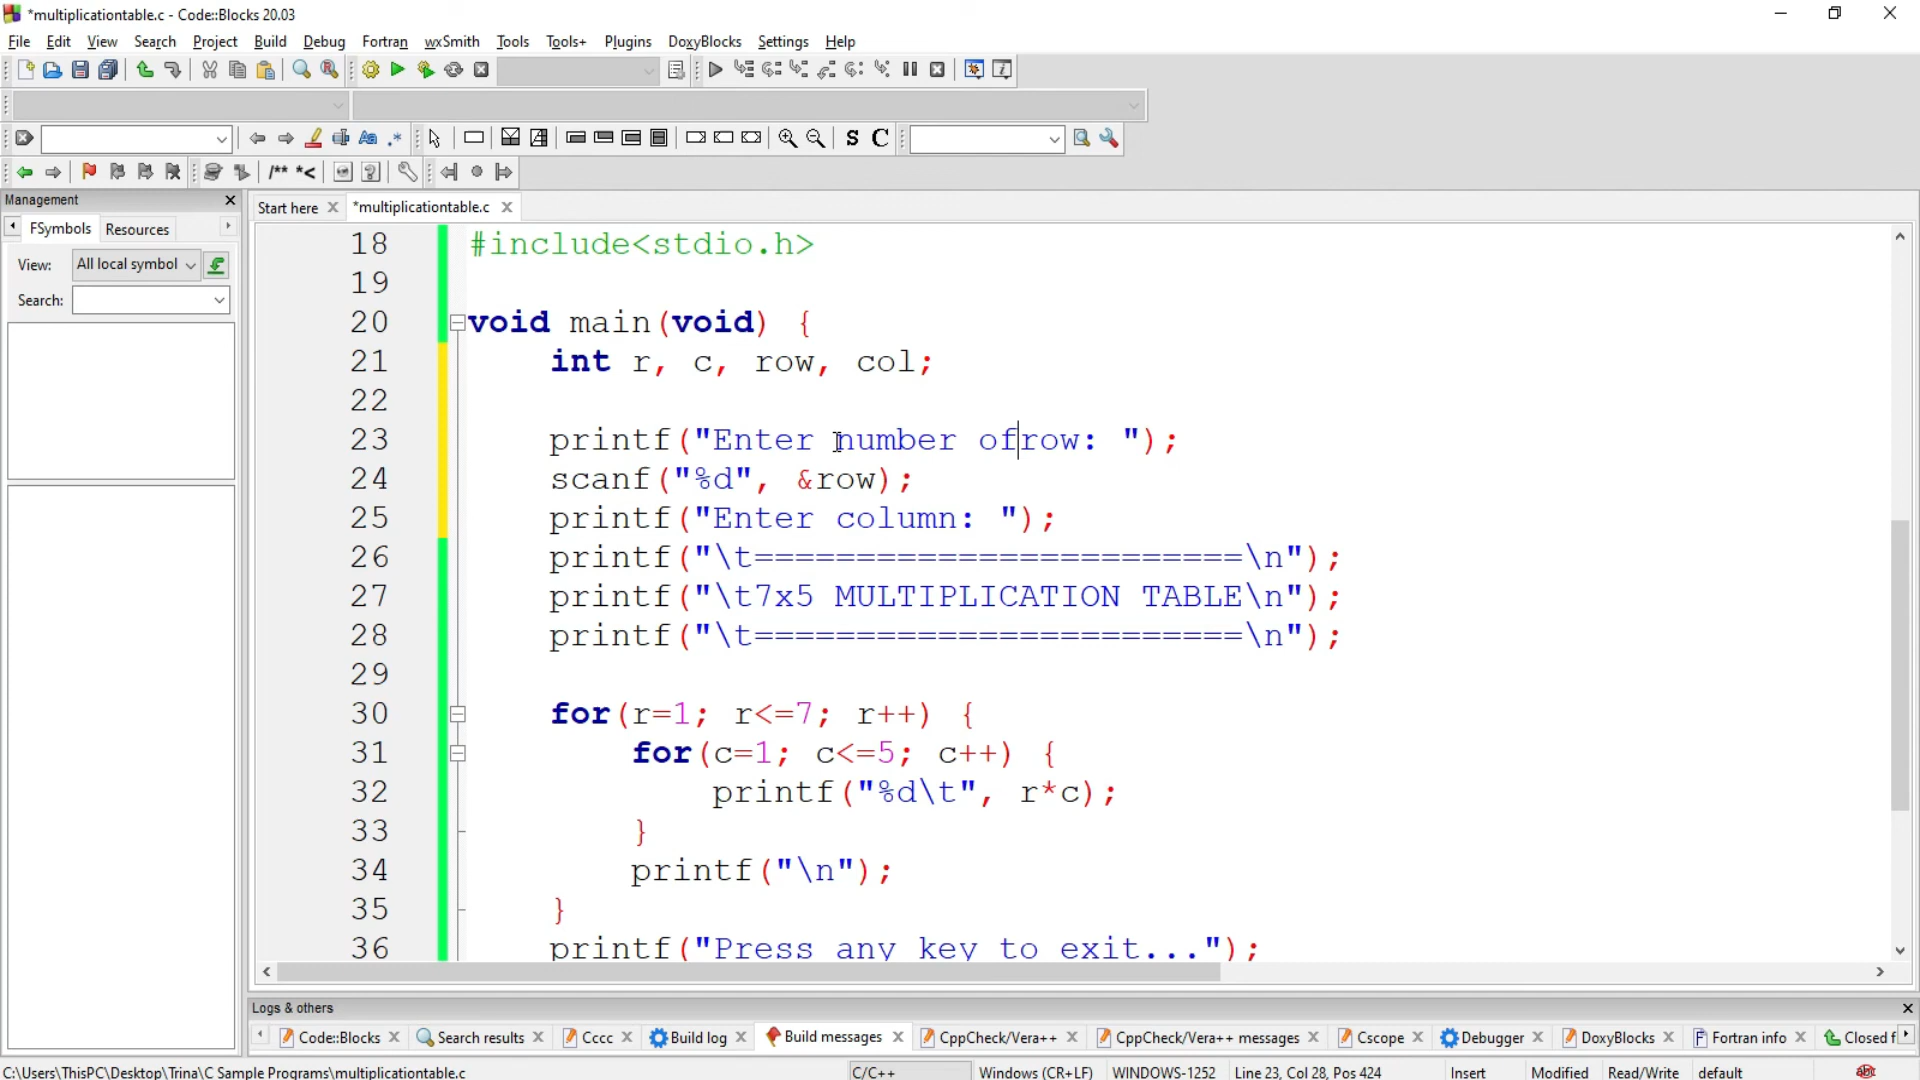 *multiplicationtable.c - Code::Blocks 20.03
File Edit View Search Project Build Debug Fortran wxSmith Tools Tools+ Plugins DoxyBlocks Settings Help
Aa .* S C
/** *<
Management
Start here *multiplicationtable.c
FSymbols Resources
View: All local symbol
Search:
18 #include<stdio.h>
19
20 void main(void) {
21 int r, c, row, col;
22
23 printf("Enter number ofrow: ");
24 scanf("%d", &row);
25 printf("Enter column: ");
26 printf("\t========================\n");
27 printf("\t7x5 MULTIPLICATION TABLE\n");
28 printf("\t========================\n");
29
30 for(r=1; r<=7; r++) {
31 for(c=1; c<=5; c++) {
32 printf("%d\t", r*c);
33 }
34 printf("\n");
35 }
36 printf("Press any key to exit...");
Logs & others
Code::Blocks Search results Cccc Build log Build messages CppCheck/Vera++ CppCheck/Vera++ messages Cscope Debugger DoxyBlocks Fortran info Closed f
C:\Users\ThisPC\Desktop\Trina\C Sample Programs\multiplicationtable.c C/C++ Windows (CR+LF) WINDOWS-1252 Line 23, Col 28, Pos 424 Insert Modified Read/Write default